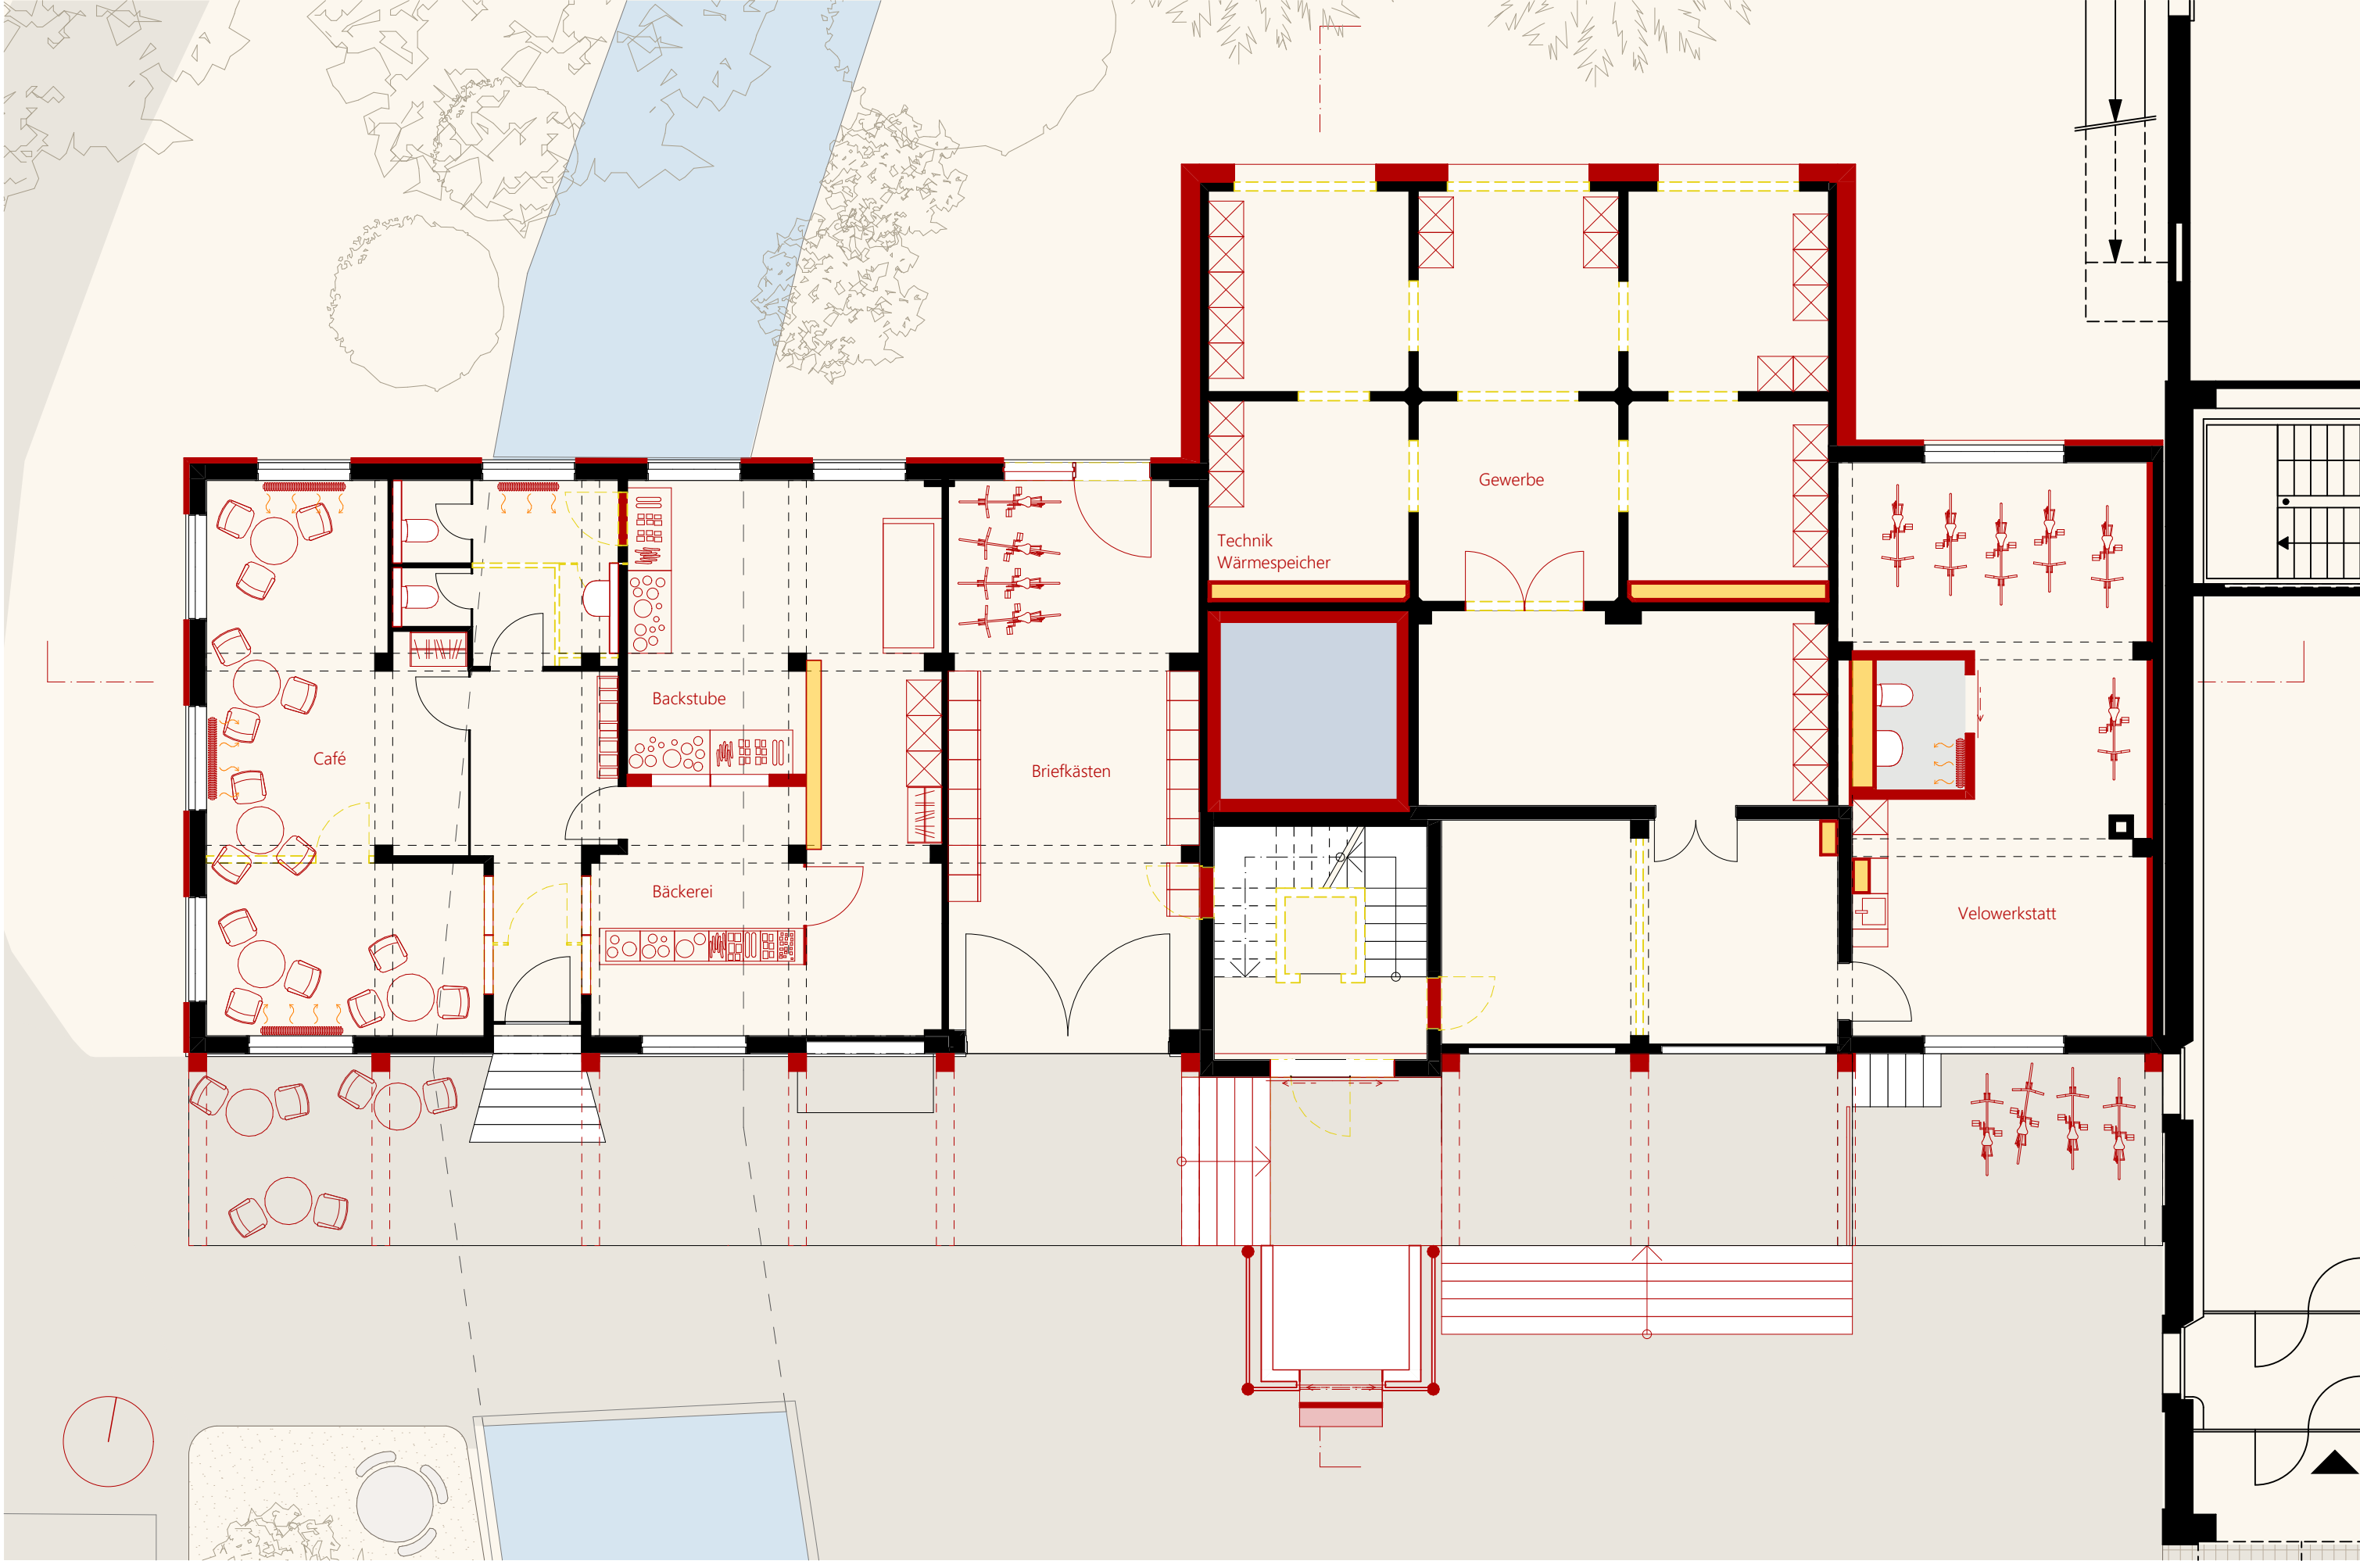 Gewerbe
Technik
Wärmespeicher
Backstube
Café
Briefkästen
Bäckerei
Velowerkstatt